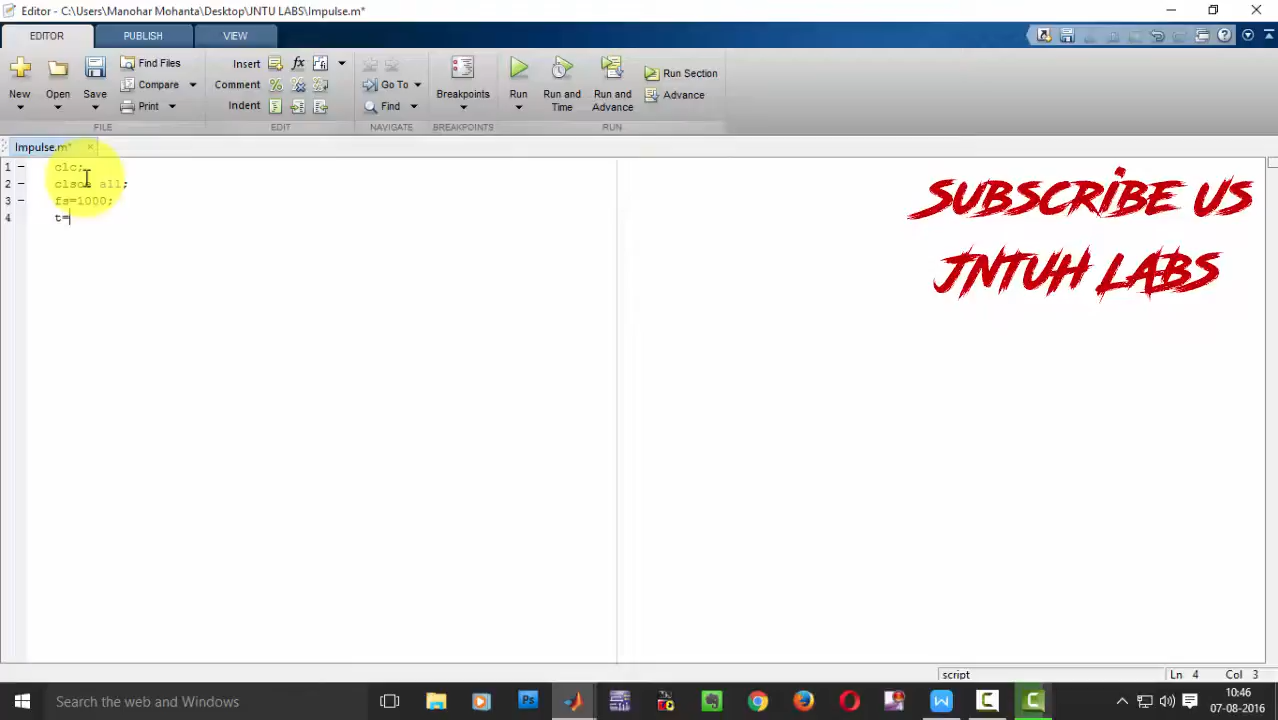 Editor - C:\Users\Manohar Mohanta\Desktop\JNTU LABS\Impulse.m*
EDITOR PUBLISH VIEW
New
Open
Save
Find Files
Compare
Print
FILE
Insert
Comment
Indent
EDIT
Go To
Find
NAVIGATE
Breakpoints
BREAKPOINTS
Run
Run and
Time
Run and
Advance
Run Section
Advance
RUN
Impulse.m*
1 clc;
2 clsoe all;
3 fs=1000;
4 t=
SUBSCRIBE US
JNTUH LABS
script Ln 4 Col 3
Search the web and Windows
10:46
07-08-2016